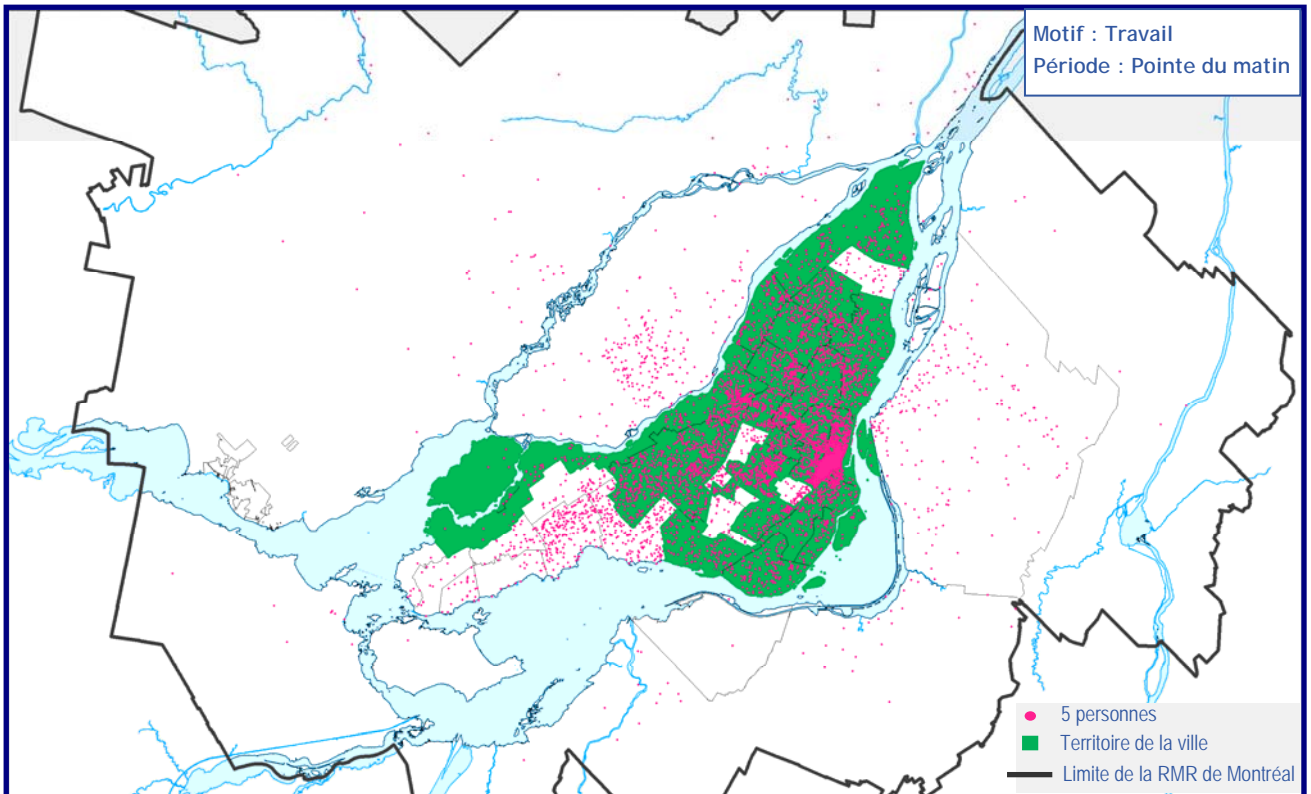 Motif : Travail
Période : Pointe du matin
5 personnes
Territoire de la ville
Limite de la RMR de Montréal